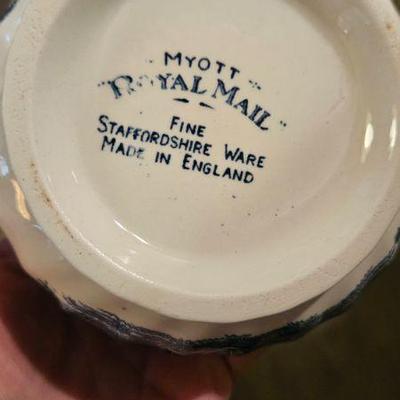 MYOTT
"ROYAL MAIL"
FINE
STAFFORDSHIRE WARE
MADE IN ENGLAND